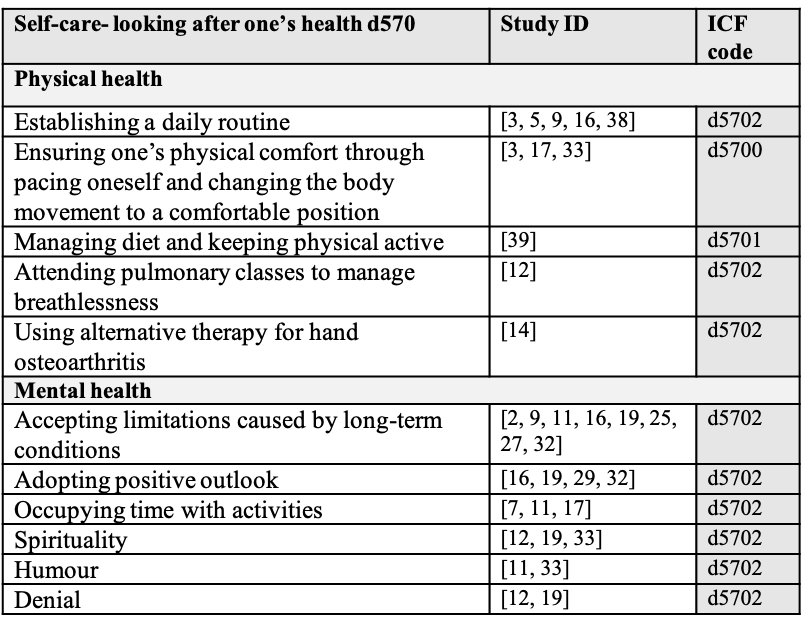 Self-care- looking after one's health d570 Study ID ICF
code
Physical health
Establishing a daily routine [3, 5, 9, 16, 38] d5702
Ensuring one's physical comfort through [3, 17, 33] d5700
pacing oneself and changing the body
movement to a comfortable position
Managing diet and keeping physical active [39] d5701
Attending pulmonary classes to manage [12] d5702
breathlessness
Using alternative therapy for hand [14] d5702
osteoarthritis
Mental health
Accepting limitations caused by long-term [2, 9, 11, 16, 19, 25, d5702
conditions 27, 32]
Adopting positive outlook [16, 19, 29, 32] d5702
Occupying time with activities [7, 11, 17] d5702
Spirituality [12, 19, 33] d5702
Humour [11, 33] d5702
Denial [12, 19] d5702